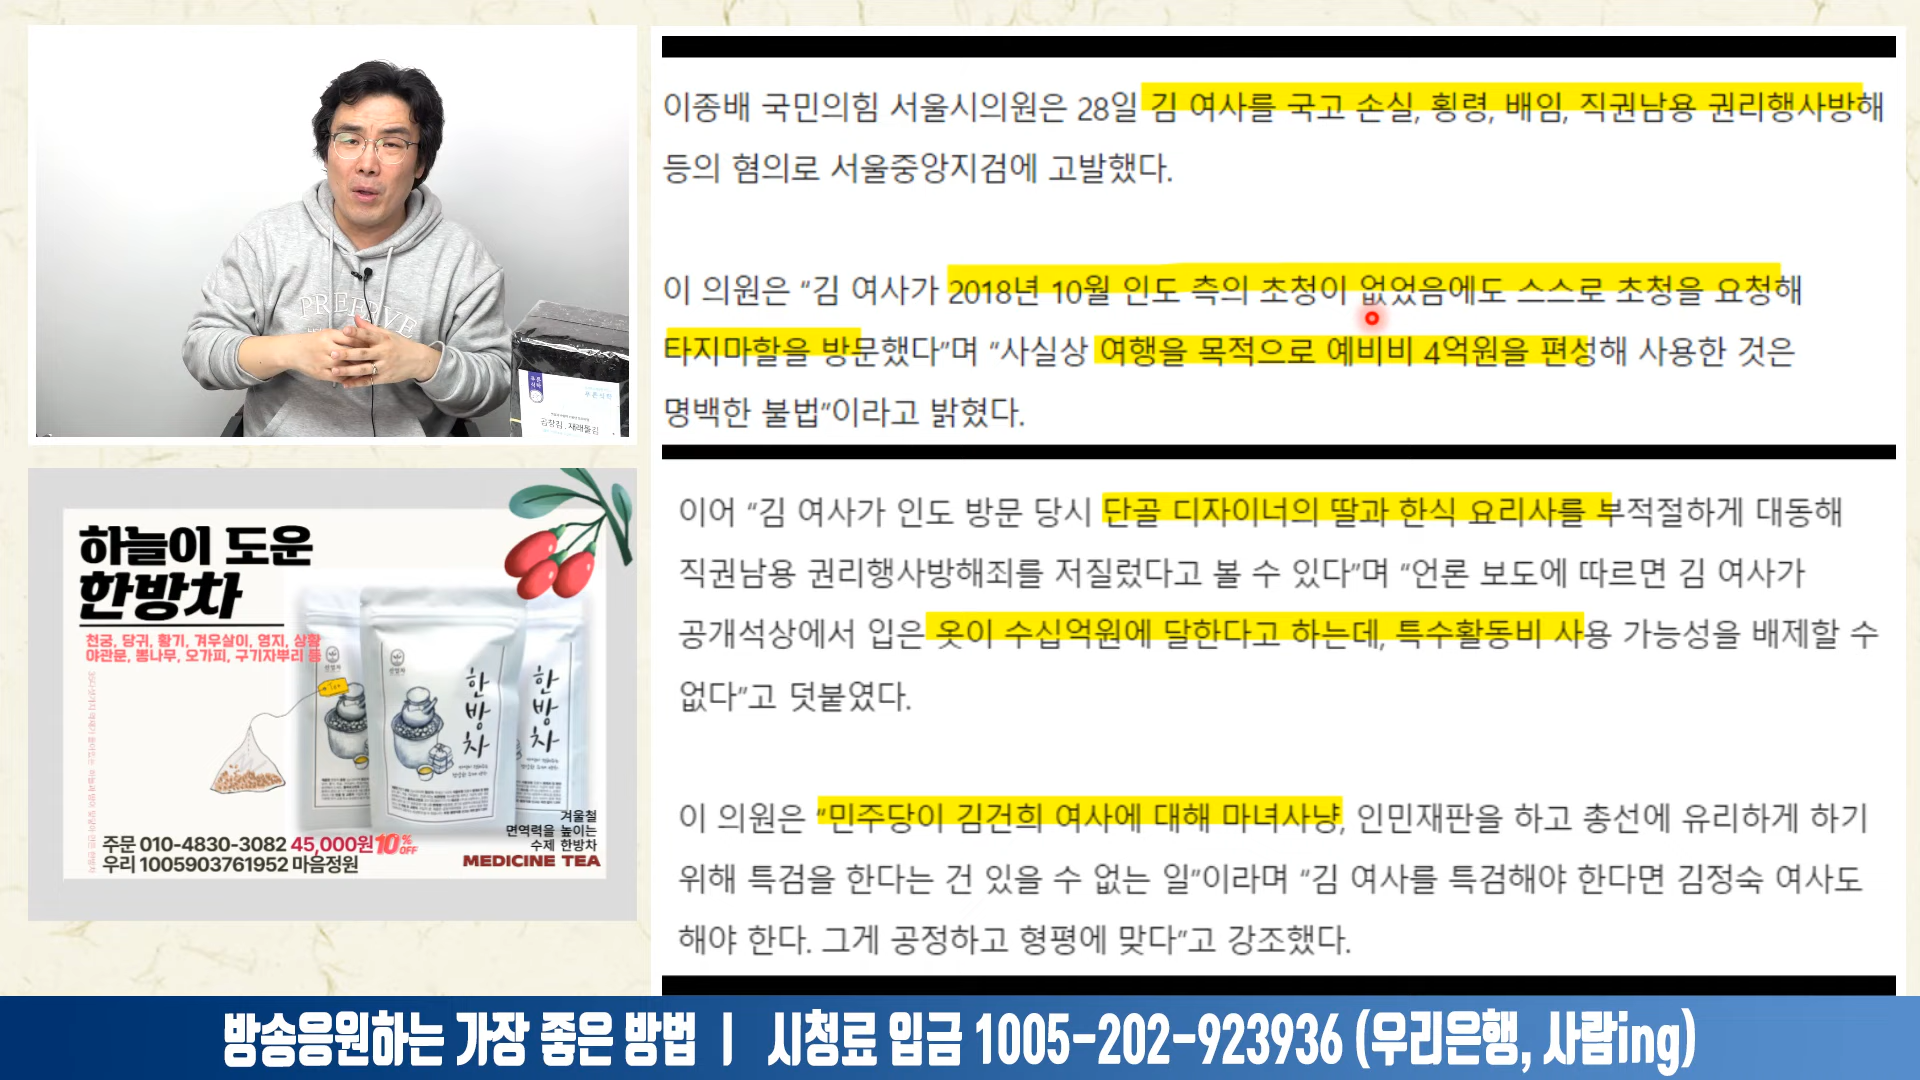 이종배 국민의힘 서울시의원은 28일 김 여사를 국고 손실, 횡령, 배임, 직권남용 권리행사방해
등의 혐의로 서울중앙지검에 고발했다.
이 의원은 “김 여사가 2018년 10월 인도 측의 초청이 없었음에도 스스로 초청을 요청해
타지마할을 방문했다”며 “사실상 여행을 목적으로 예비비 4억원을 편성해 사용한 것은
명백한 불법”이라고 밝혔다.
이어 “김 여사가 인도 방문 당시 단골 디자이너의 딸과 한식 요리사를 부적절하게 대동해
직권남용 권리행사방해죄를 저질렀다고 볼 수 있다”며 “언론 보도에 따르면 김 여사가
공개석상에서 입은 옷이 수십억원에 달한다고 하는데, 특수활동비 사용 가능성을 배제할 수
없다”고 덧붙였다.
이 의원은 “민주당이 김건희 여사에 대해 마녀사냥, 인민재판을 하고 총선에 유리하게 하기
위해 특검을 한다는 건 있을 수 없는 일”이라며 “김 여사를 특검해야 한다면 김정숙 여사도
해야 한다. 그게 공정하고 형평에 맞다”고 강조했다.
PREFERVE
푸른식탁
곱창김. 재래돌김
하늘이 도운
한방차
천궁, 당귀, 황기, 겨우살이, 영지, 상황
야관문, 뽕나무, 오가피, 구기자뿌리 등
한방차
한방차
Tea
겨울철
면역력을 높이는
수제 한방차
MEDICINE TEA
주문 010-4830-3082 45,000원 10% OFF
우리 1005903761952 마음정원
방송응원하는 가장 좋은 방법 | 시청료 입금 1005-202-923936 (우리은행, 사람ing)